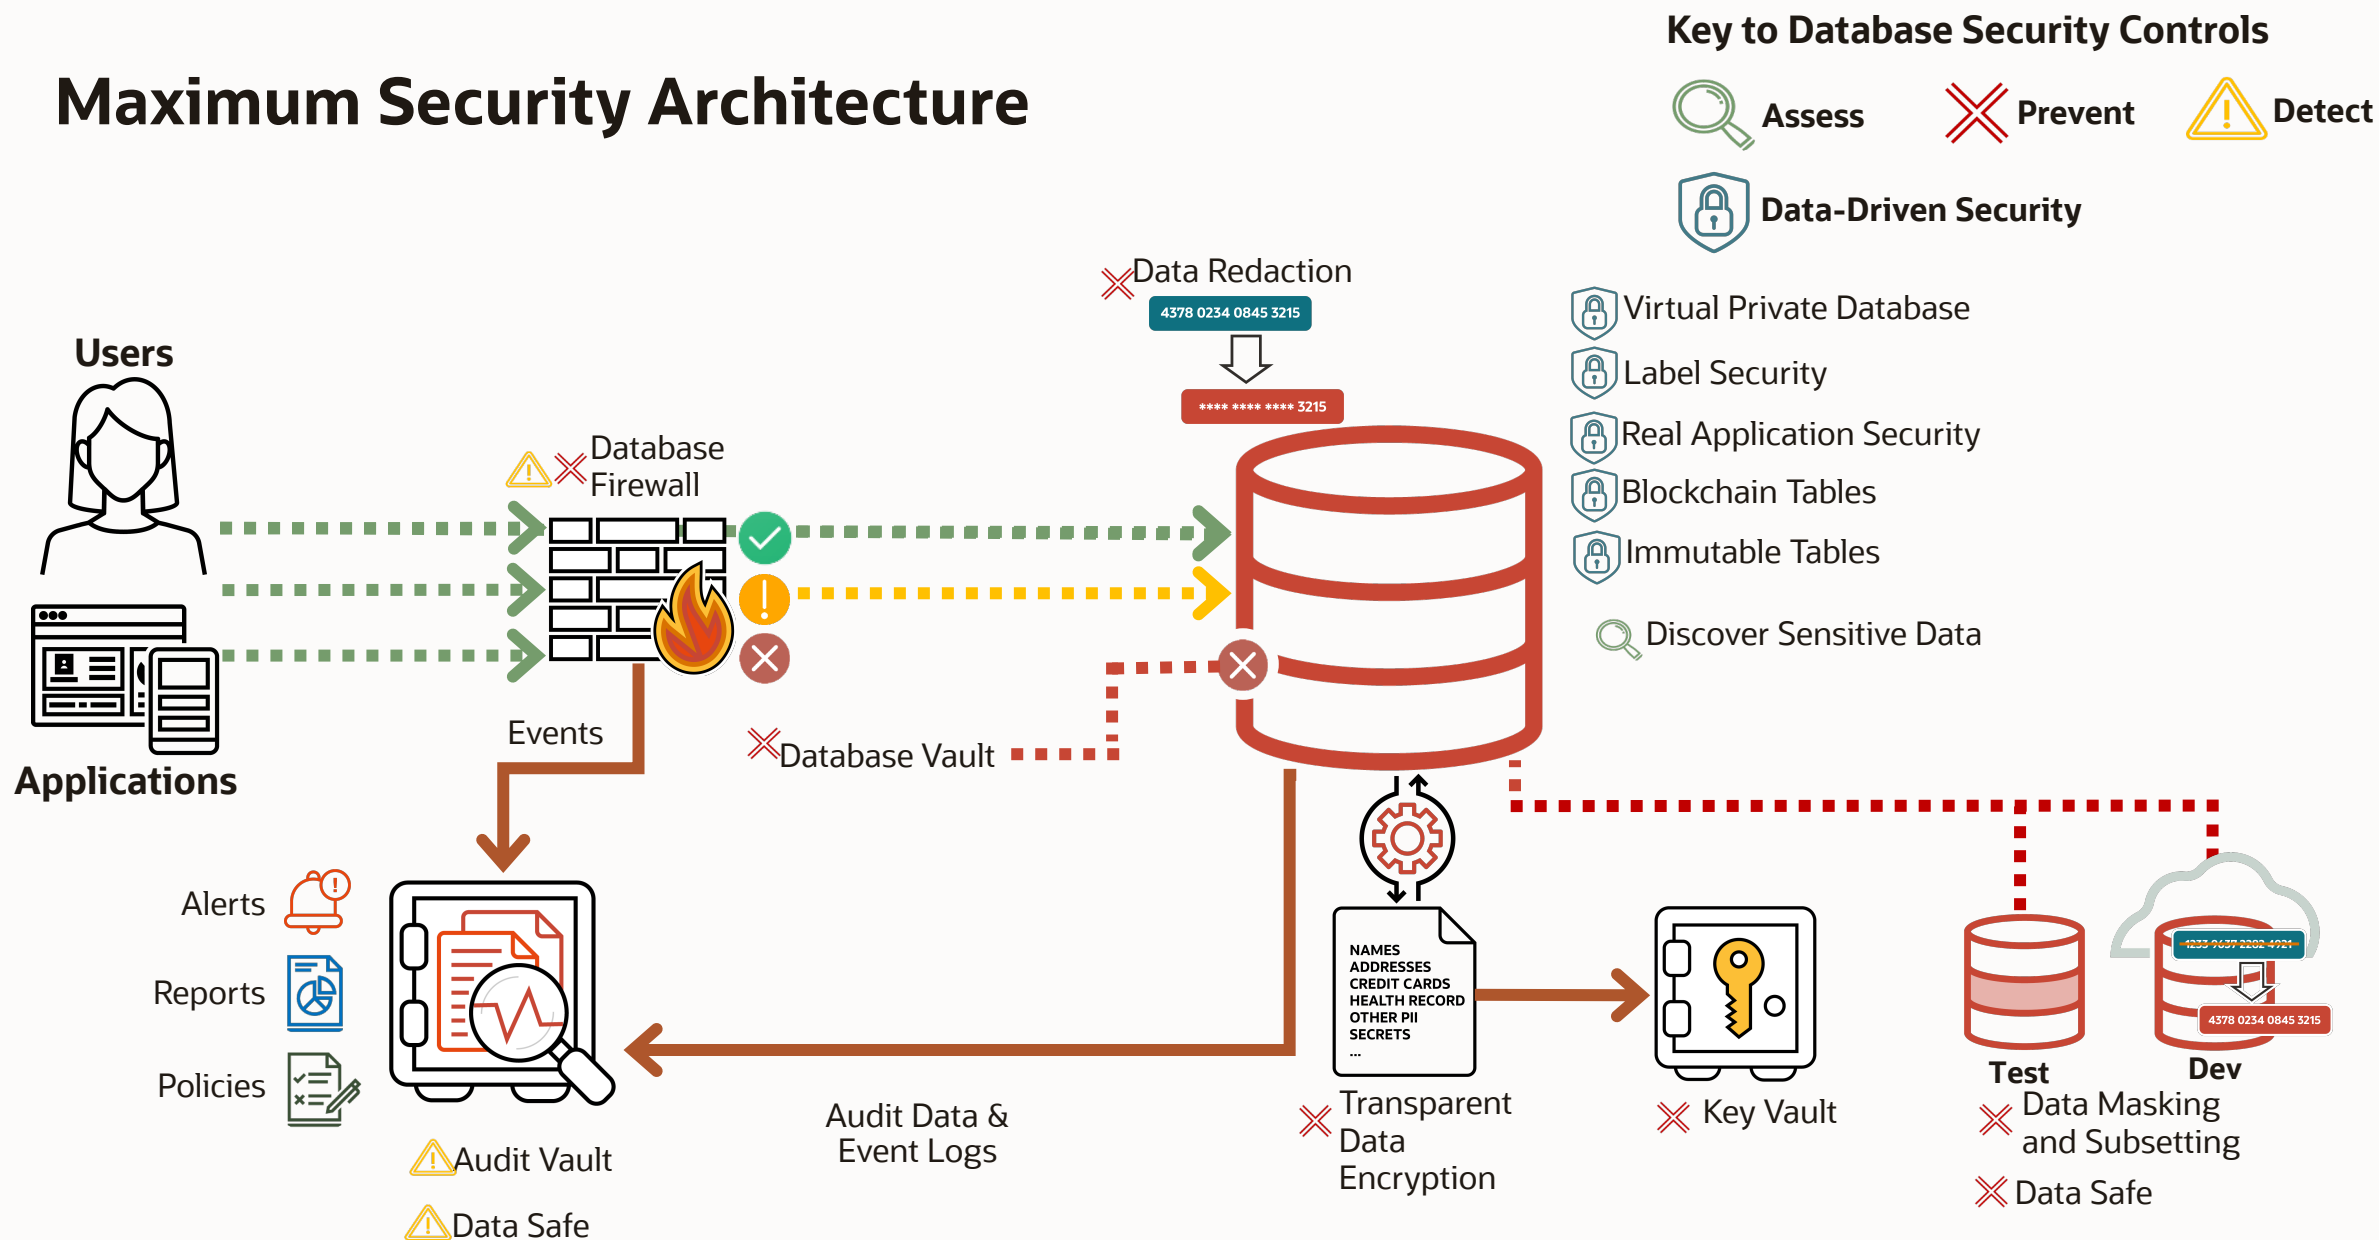 Maximum Security Architecture
Key to Database Security Controls
Assess
Prevent
Detect
Data-Driven Security
Data Redaction
4378 0234 0845 3215
**** **** **** 3215
Virtual Private Database
Label Security
Real Application Security
Blockchain Tables
Immutable Tables
Discover Sensitive Data
Users
Applications
Database
Firewall
Events
Database Vault
Alerts
Reports
Policies
Audit Vault
Data Safe
Audit Data &
Event Logs
NAMES
ADDRESSES
CREDIT CARDS
HEALTH RECORD
OTHER PII
SECRETS
...
Transparent
Data
Encryption
Key Vault
Test
1233 9637 2202 4921
4378 0234 0845 3215
Dev
Data Masking
and Subsetting
Data Safe